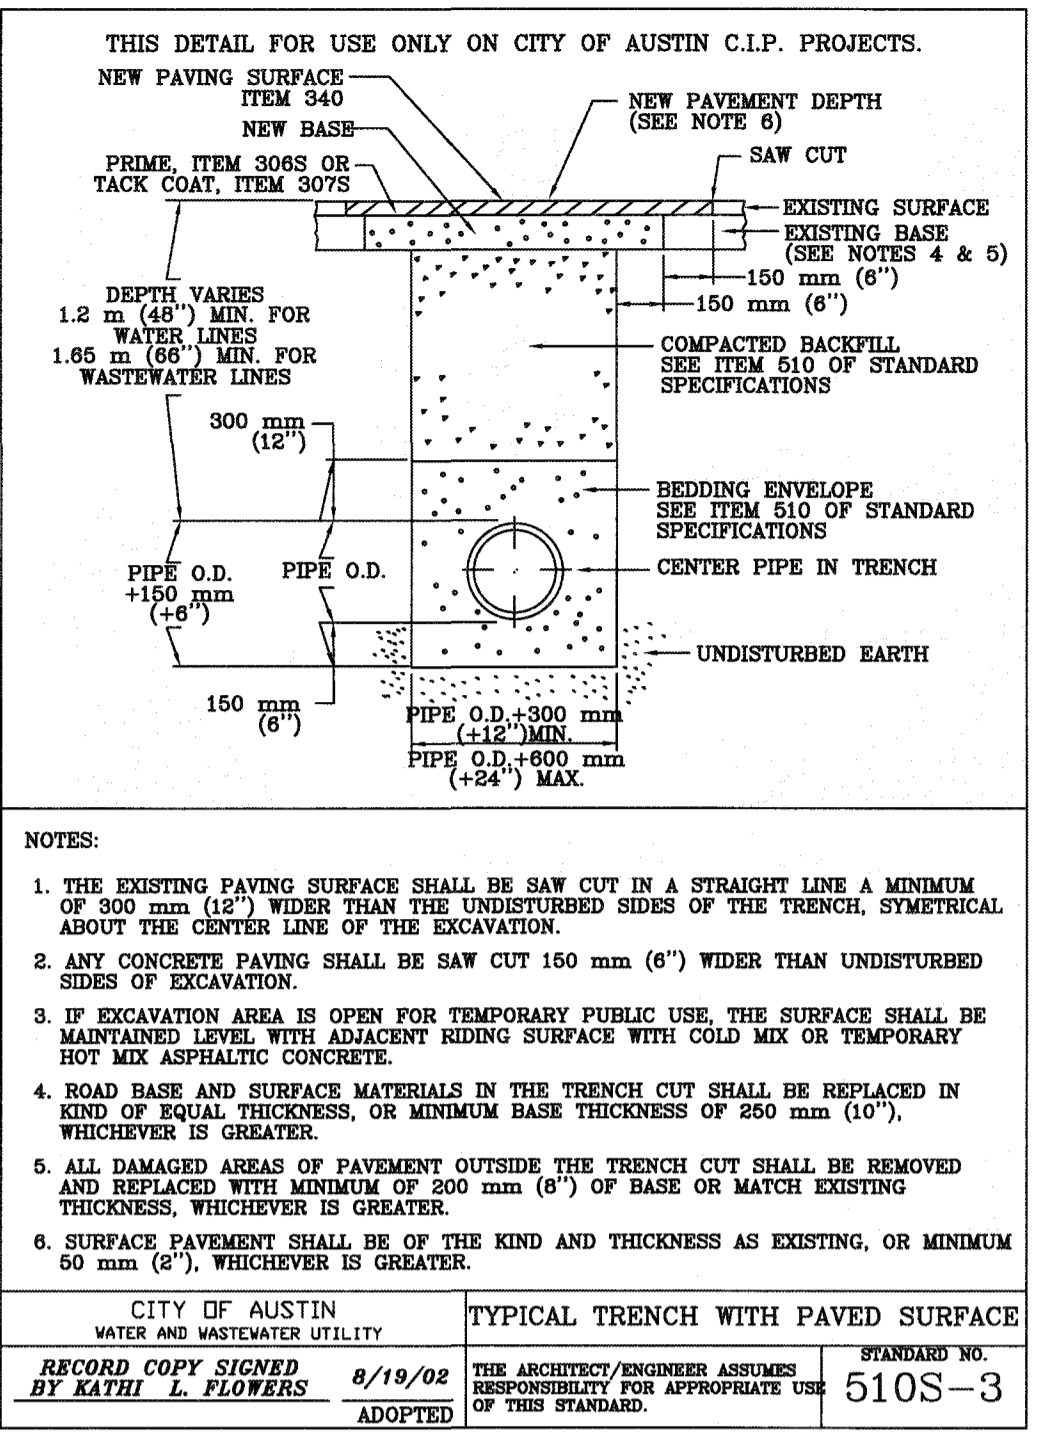 THIS DETAIL FOR USE ONLY ON CITY OF AUSTIN C.I.P. PROJECTS.
NEW PAVING SURFACE
ITEM 340
NEW BASE
PRIME, ITEM 306S OR
TACK COAT, ITEM 307S
NEW PAVEMENT DEPTH
(SEE NOTE 6)
SAW CUT
EXISTING SURFACE
EXISTING BASE
(SEE NOTES 4 & 5)
150 mm (6")
150 mm (6")
DEPTH VARIES
1.2 m (48") MIN. FOR
WATER LINES
1.65 m (66") MIN. FOR
WASTEWATER LINES
COMPACTED BACKFILL
SEE ITEM 510 OF STANDARD
SPECIFICATIONS
300 mm
(12")
BEDDING ENVELOPE
SEE ITEM 510 OF STANDARD
SPECIFICATIONS
PIPE O.D.
+150 mm
(+6")
PIPE O.D.
CENTER PIPE IN TRENCH
UNDISTURBED EARTH
150 mm
(6")
PIPE O.D.+300 mm
(+12")MIN.
PIPE O.D.+600 mm
(+24") MAX.
NOTES:
1. THE EXISTING PAVING SURFACE SHALL BE SAW CUT IN A STRAIGHT LINE A MINIMUM
OF 300 mm (12") WIDER THAN THE UNDISTURBED SIDES OF THE TRENCH, SYMETRICAL
ABOUT THE CENTER LINE OF THE EXCAVATION.
2. ANY CONCRETE PAVING SHALL BE SAW CUT 150 mm (6") WIDER THAN UNDISTURBED
SIDES OF EXCAVATION.
3. IF EXCAVATION AREA IS OPEN FOR TEMPORARY PUBLIC USE, THE SURFACE SHALL BE
MAINTAINED LEVEL WITH ADJACENT RIDING SURFACE WITH COLD MIX OR TEMPORARY
HOT MIX ASPHALTIC CONCRETE.
4. ROAD BASE AND SURFACE MATERIALS IN THE TRENCH CUT SHALL BE REPLACED IN
KIND OF EQUAL THICKNESS, OR MINIMUM BASE THICKNESS OF 250 mm (10"),
WHICHEVER IS GREATER.
5. ALL DAMAGED AREAS OF PAVEMENT OUTSIDE THE TRENCH CUT SHALL BE REMOVED
AND REPLACED WITH MINIMUM OF 200 mm (8") OF BASE OR MATCH EXISTING
THICKNESS, WHICHEVER IS GREATER.
6. SURFACE PAVEMENT SHALL BE OF THE KIND AND THICKNESS AS EXISTING, OR MINIMUM
50 mm (2"), WHICHEVER IS GREATER.
CITY OF AUSTIN
WATER AND WASTEWATER UTILITY
TYPICAL TRENCH WITH PAVED SURFACE
RECORD COPY SIGNED
BY KATHI L. FLOWERS
8/19/02
ADOPTED
THE ARCHITECT/ENGINEER ASSUMES
RESPONSIBILITY FOR APPROPRIATE USE
OF THIS STANDARD.
STANDARD NO.
510S-3